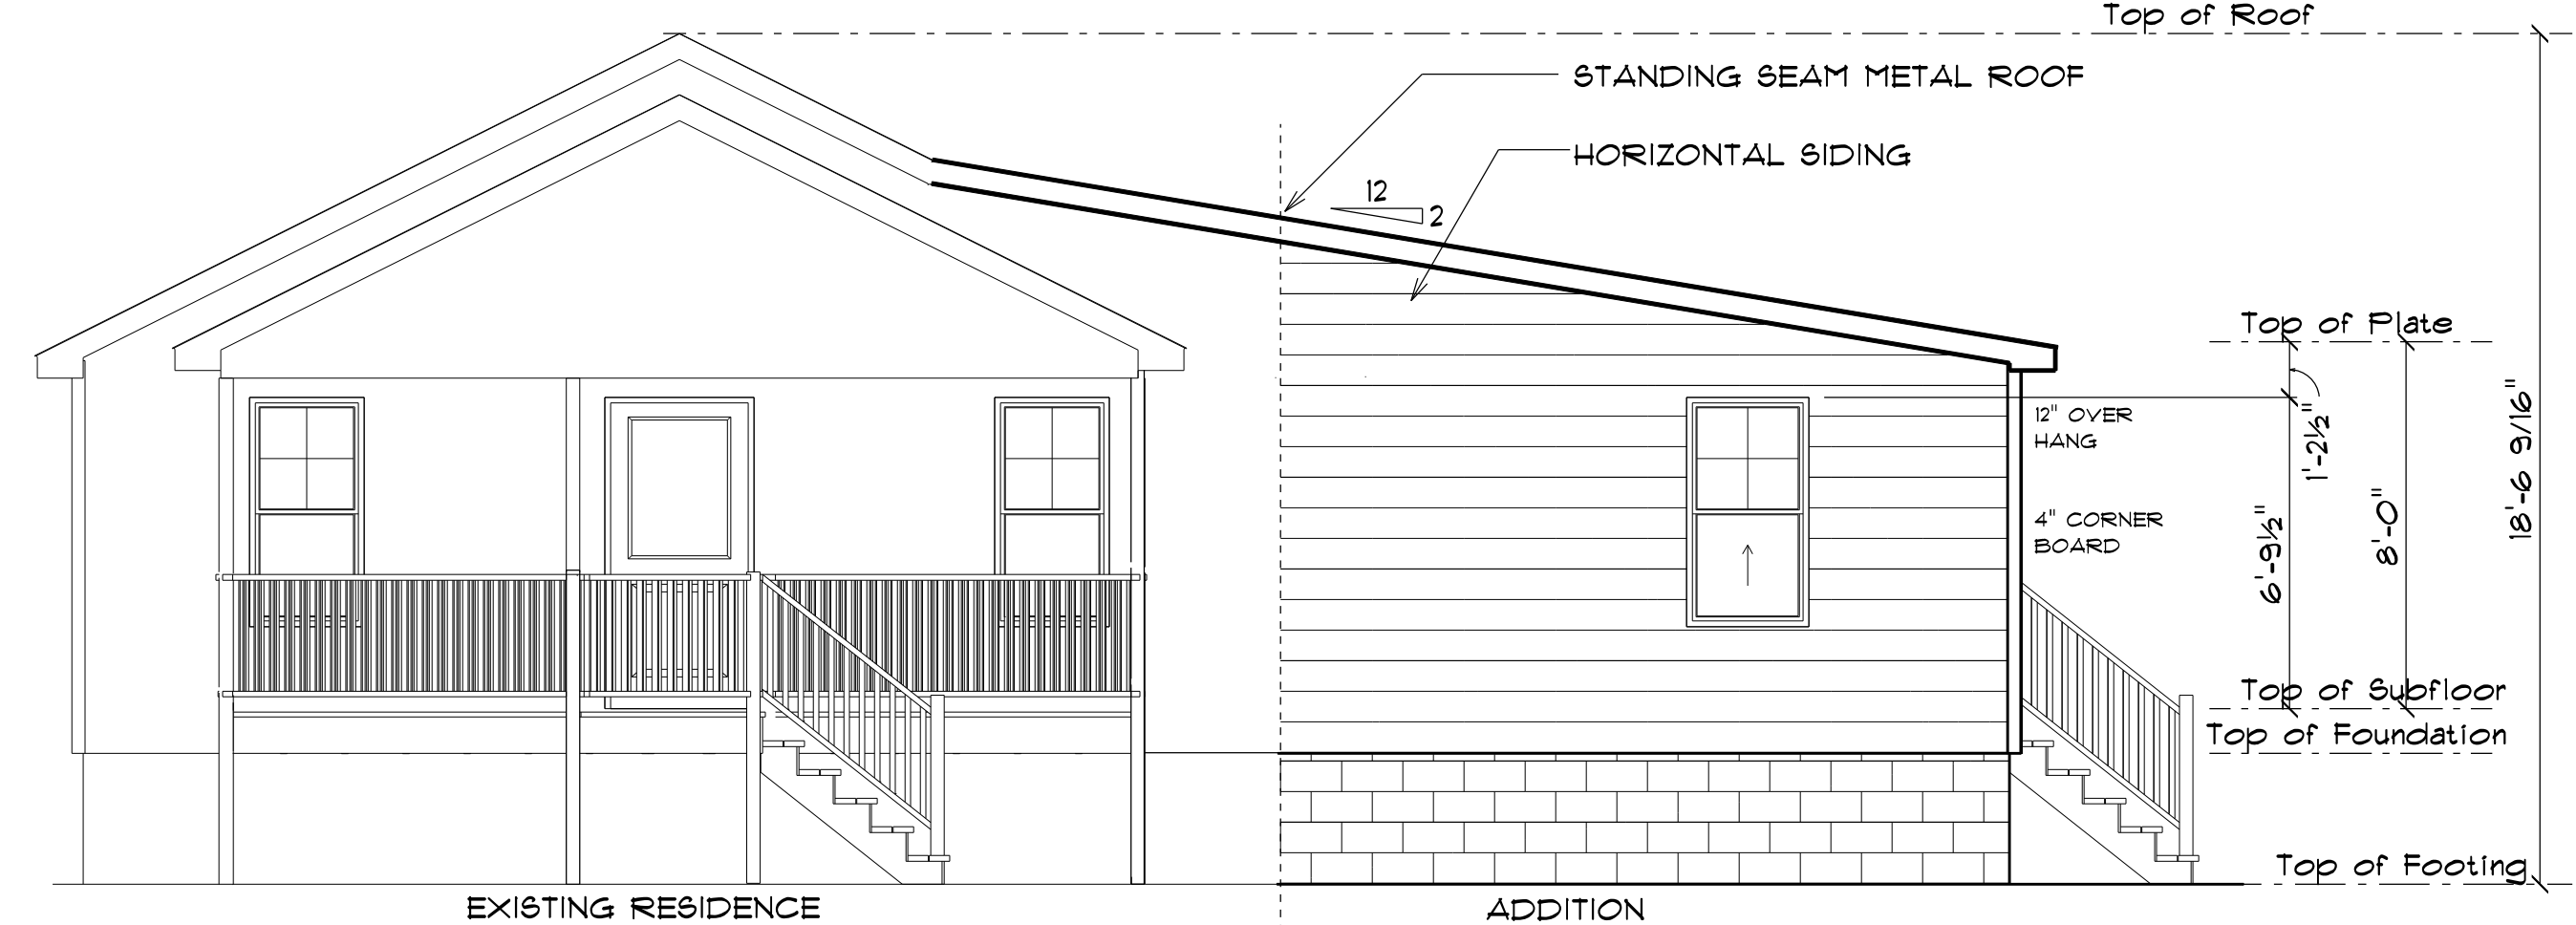 Top of Roof
STANDING SEAM METAL ROOF
HORIZONTAL SIDING
12
2
Top of Plate
12" OVER
HANG
1'-2½"
18'-6 9/16"
4" CORNER
BOARD
6'-9½"
8'-0"
Top of Subfloor
Top of Foundation
Top of Footing
EXISTING RESIDENCE
ADDITION